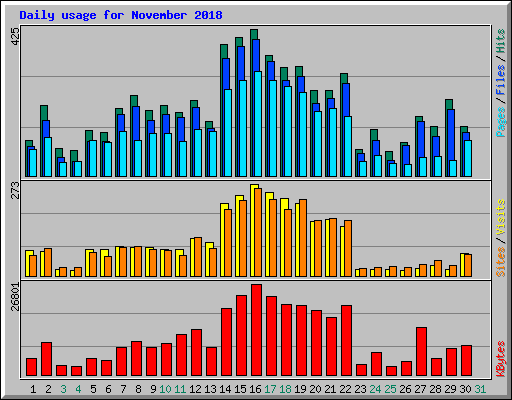 Daily usage for November 2018
425
Pages / Files / Hits
273
Sites / Visits
26801
KBytes
1 2 3 4 5 6 7 8 9 10 11 12 13 14 15 16 17 18 19 20 21 22 23 24 25 26 27 28 29 30 31